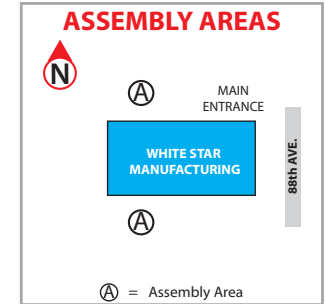 ASSEMBLY AREAS
N
A
MAIN
ENTRANCE
WHITE STAR
MANUFACTURING
88th AVE.
A
A = Assembly Area